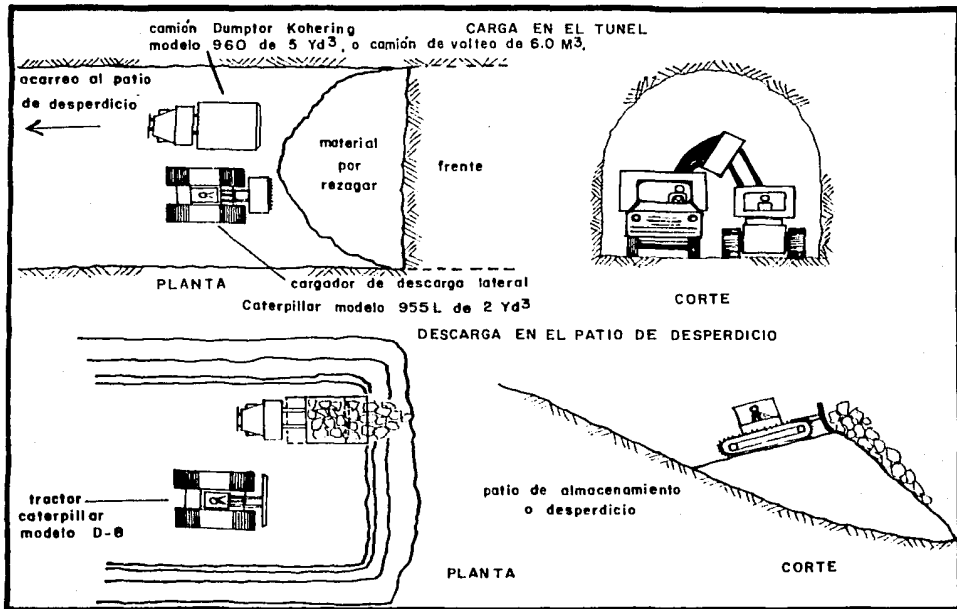 camión Dumptor Kohering
CARGA EN EL TUNEL
modelo 960 de 5 Yd³, o camión de volteo de 6.0 M³.
acarreo al patio
de desperdicio
material
por
rezagar
frente
PLANTA
cargador de descarga lateral
Caterpillar modelo 955L de 2 Yd³
CORTE
DESCARGA EN EL PATIO DE DESPERDICIO
tractor
caterpillar
modelo D-8
patio de almacenamiento
o desperdicio
PLANTA
CORTE